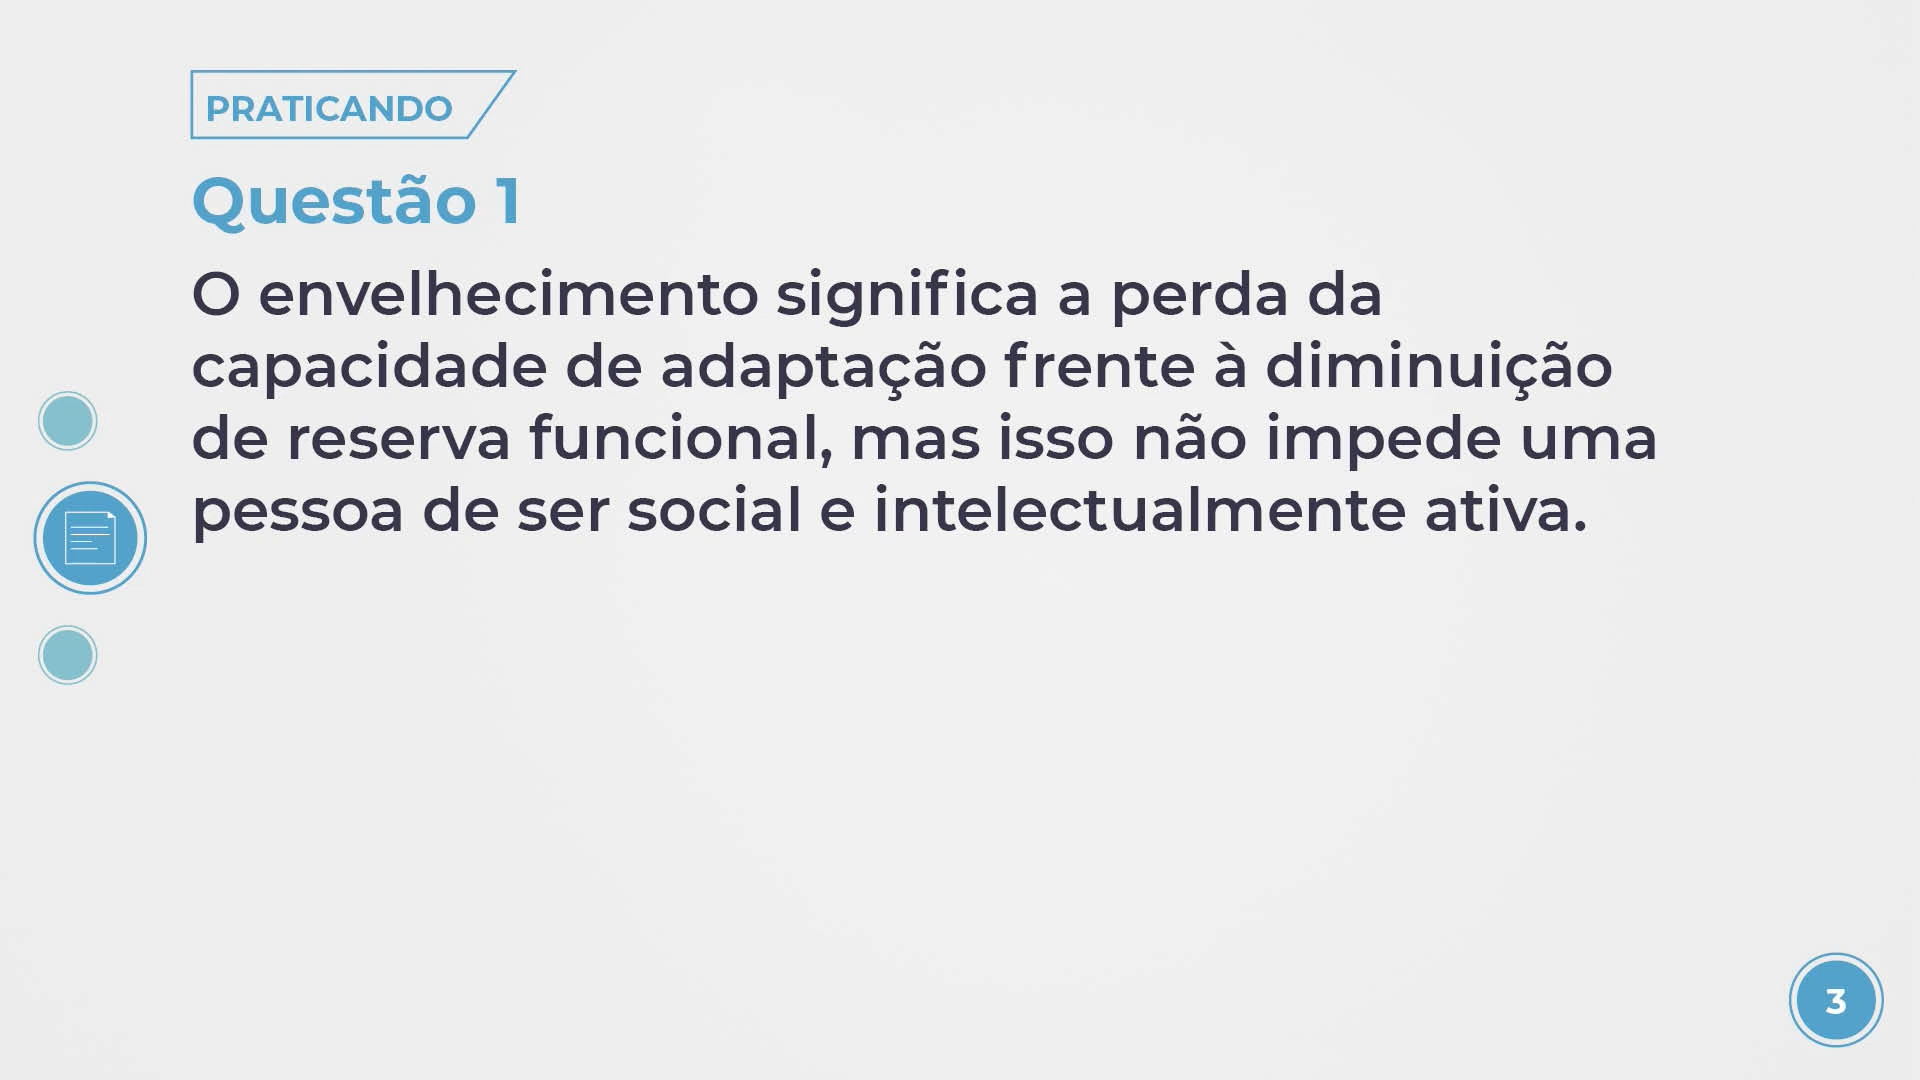 PRATICANDO
Questão 1
O envelhecimento significa a perda da
capacidade de adaptação frente à diminuição
de reserva funcional, mas isso não impede uma
pessoa de ser social e intelectualmente ativa.
3